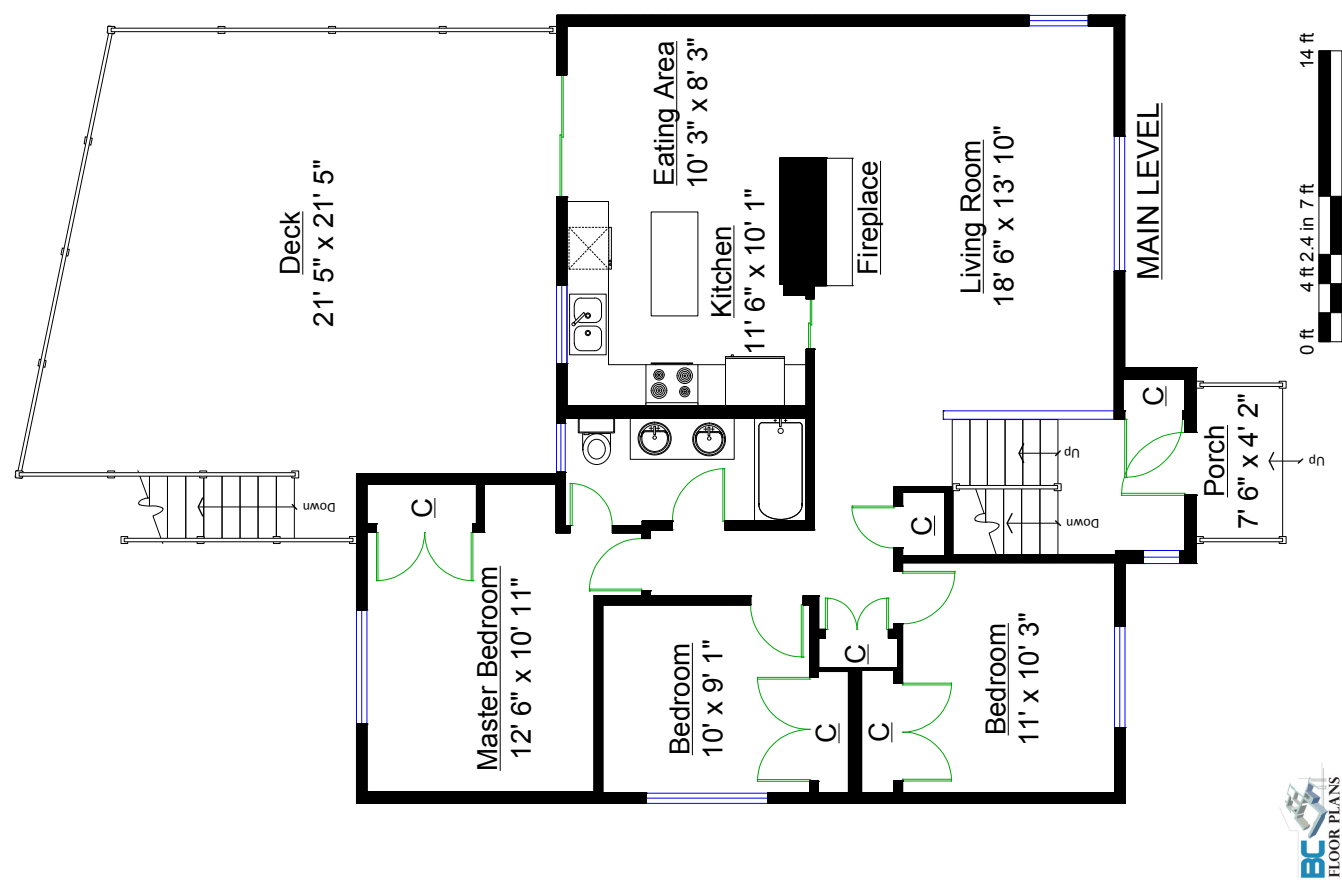 Deck
21' 5" x 21' 5"
Eating Area
10' 3" x 8' 3"
Kitchen
11' 6" x 10' 1"
Fireplace
Living Room
18' 6" x 13' 10"
MAIN LEVEL
0 ft
4 ft
2.4 in
7 ft
14 ft
C
Porch
7' 6" x 4' 2"
Up
Up
Down
Down
C
C
Master Bedroom
12' 6" x 10' 11"
Bedroom
10' x 9' 1"
C
C
C
Bedroom
11' x 10' 3"
BC
FLOOR PLANS